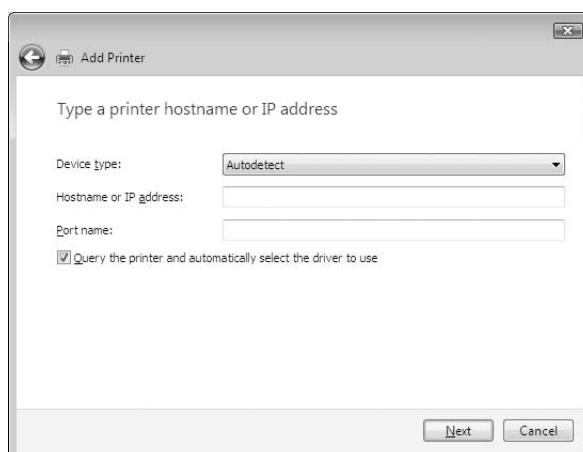 Add Printer
Type a printer hostname or IP address
Device type: Autodetect
Hostname or IP address:
Port name:
Query the printer and automatically select the driver to use
Next Cancel